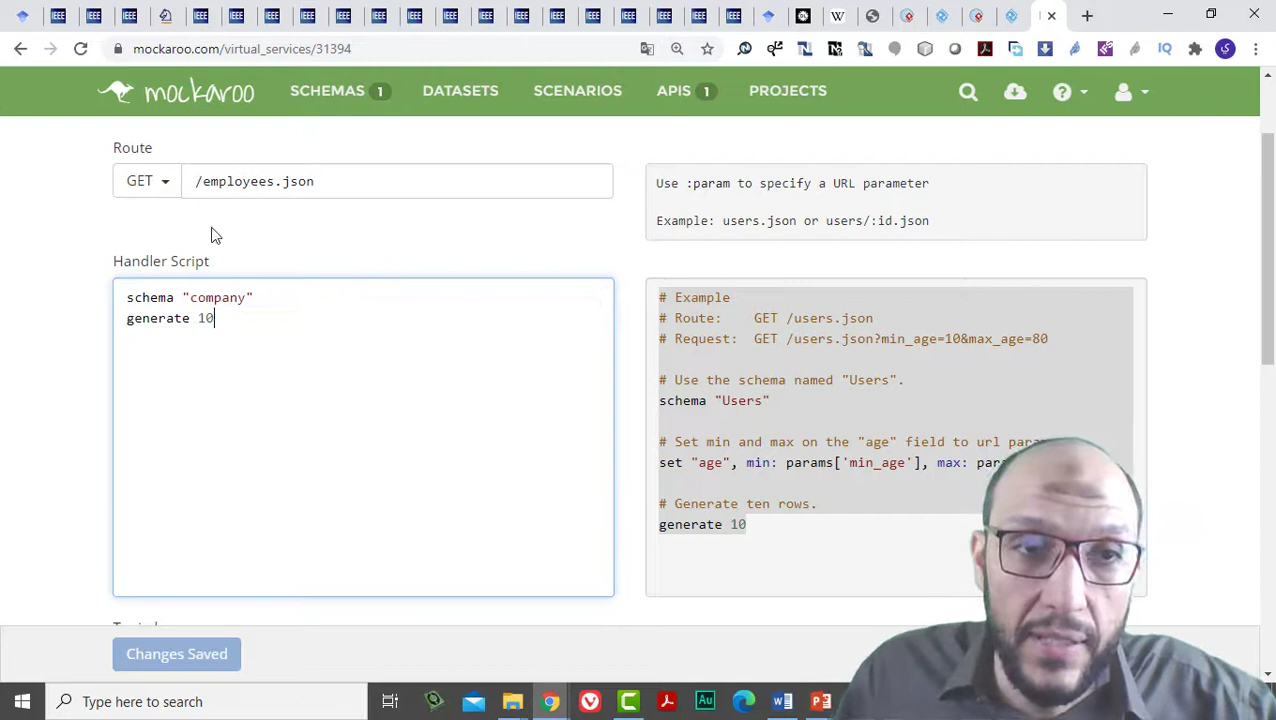 mockaroo.com/virtual_services/31394
mockaroo
SCHEMAS 1
DATASETS
SCENARIOS
APIS 1
PROJECTS
Route
GET
/employees.json
Use :param to specify a URL parameter
Example: users.json or users/:id.json
Handler Script
schema "company"
generate 10
# Example
# Route: GET /users.json
# Request: GET /users.json?min_age=10&max_age=80
# Use the schema named "Users".
schema "Users"
# Set min and max on the "age" field to url
set "age", min: params['min_age'], max:
# Generate ten rows.
generate 10
Changes Saved
Type here to search